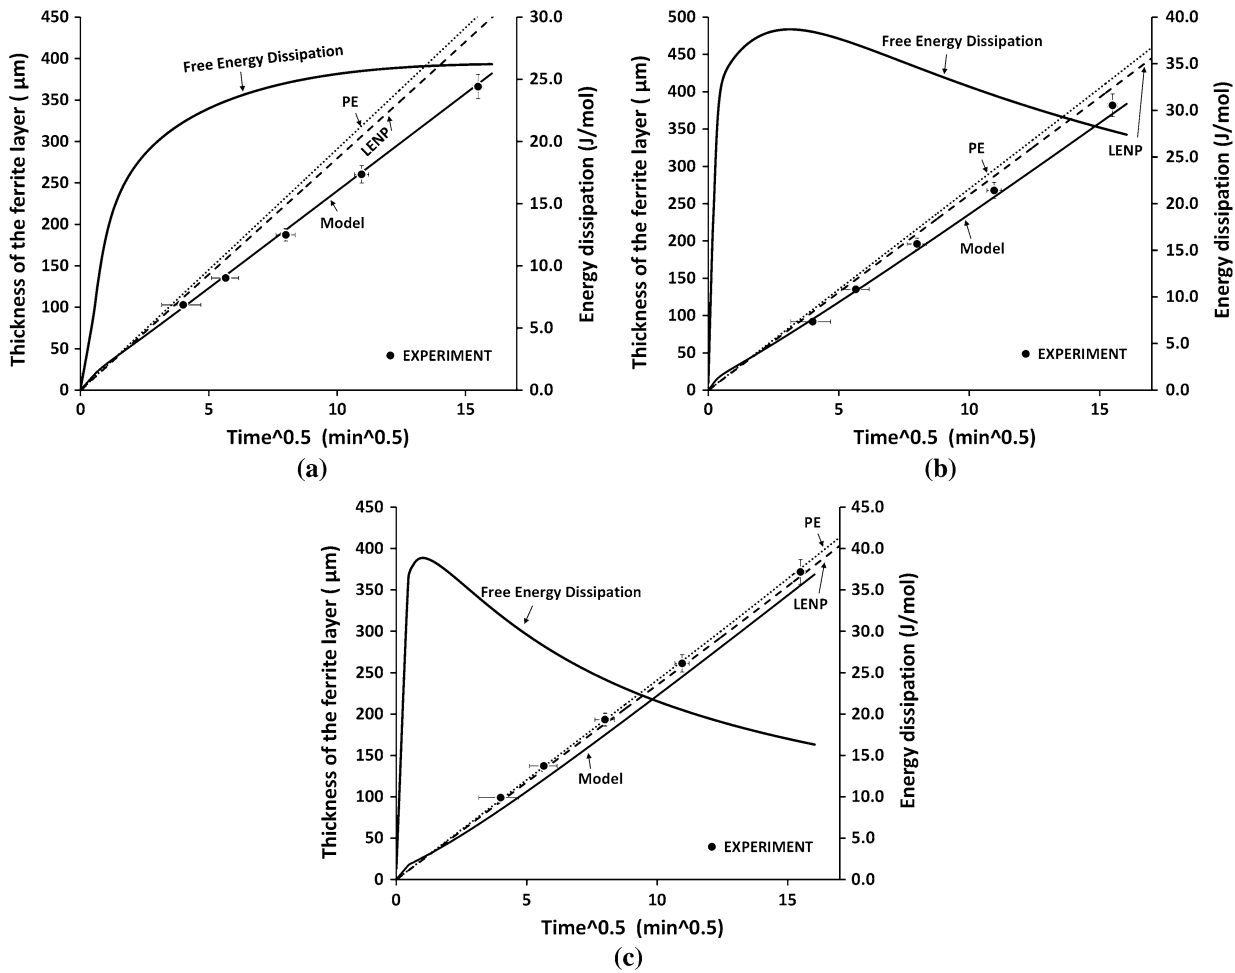 450
400
350
300
250
200
150
100
50
0
Thickness of the ferrite layer ( µm)
Free Energy Dissipation
PE
LENP
Model
EXPERIMENT
30.0
25.0
20.0
15.0
10.0
5.0
0.0
Energy dissipation (J/mol)
0 5 10 15
Time^0.5 (min^0.5)
(a)
500
450
400
350
300
250
200
150
100
50
0
Thickness of the ferrite layer ( µm)
Free Energy Dissipation
PE
LENP
Model
EXPERIMENT
40.0
35.0
30.0
25.0
20.0
15.0
10.0
5.0
0.0
Energy dissipation (J/mol)
0 5 10 15
Time^0.5 (min^0.5)
(b)
450
400
350
300
250
200
150
100
50
0
Thickness of the ferrite layer ( µm)
PE
Free Energy Dissipation
LENP
Model
EXPERIMENT
45.0
40.0
35.0
30.0
25.0
20.0
15.0
10.0
5.0
0.0
Energy dissipation (J/mol)
0 5 10 15
Time^0.5 (min^0.5)
(c)